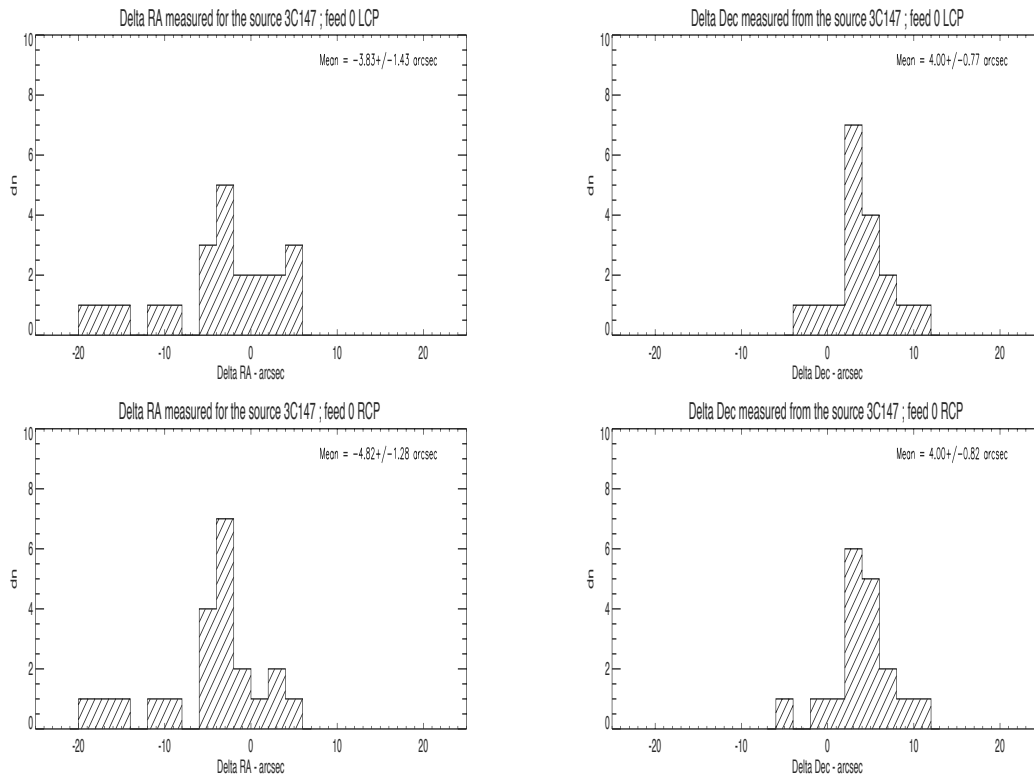 Delta RA measured for the source 3C147 ; feed 0 LCP
Mean = -3.83+/-1.43 arcsec
10
8
6
4
2
0
dn
-20 -10 0 10 20
Delta RA - arcsec
Delta Dec measured from the source 3C147 ; feed 0 LCP
Mean = 4.00+/-0.77 arcsec
10
8
6
4
2
0
dn
-20 -10 0 10 20
Delta Dec - arcsec
Delta RA measured for the source 3C147 ; feed 0 RCP
Mean = -4.82+/-1.28 arcsec
10
8
6
4
2
0
dn
-20 -10 0 10 20
Delta RA - arcsec
Delta Dec measured from the source 3C147 ; feed 0 RCP
Mean = 4.00+/-0.82 arcsec
10
8
6
4
2
0
dn
-20 -10 0 10 20
Delta Dec - arcsec